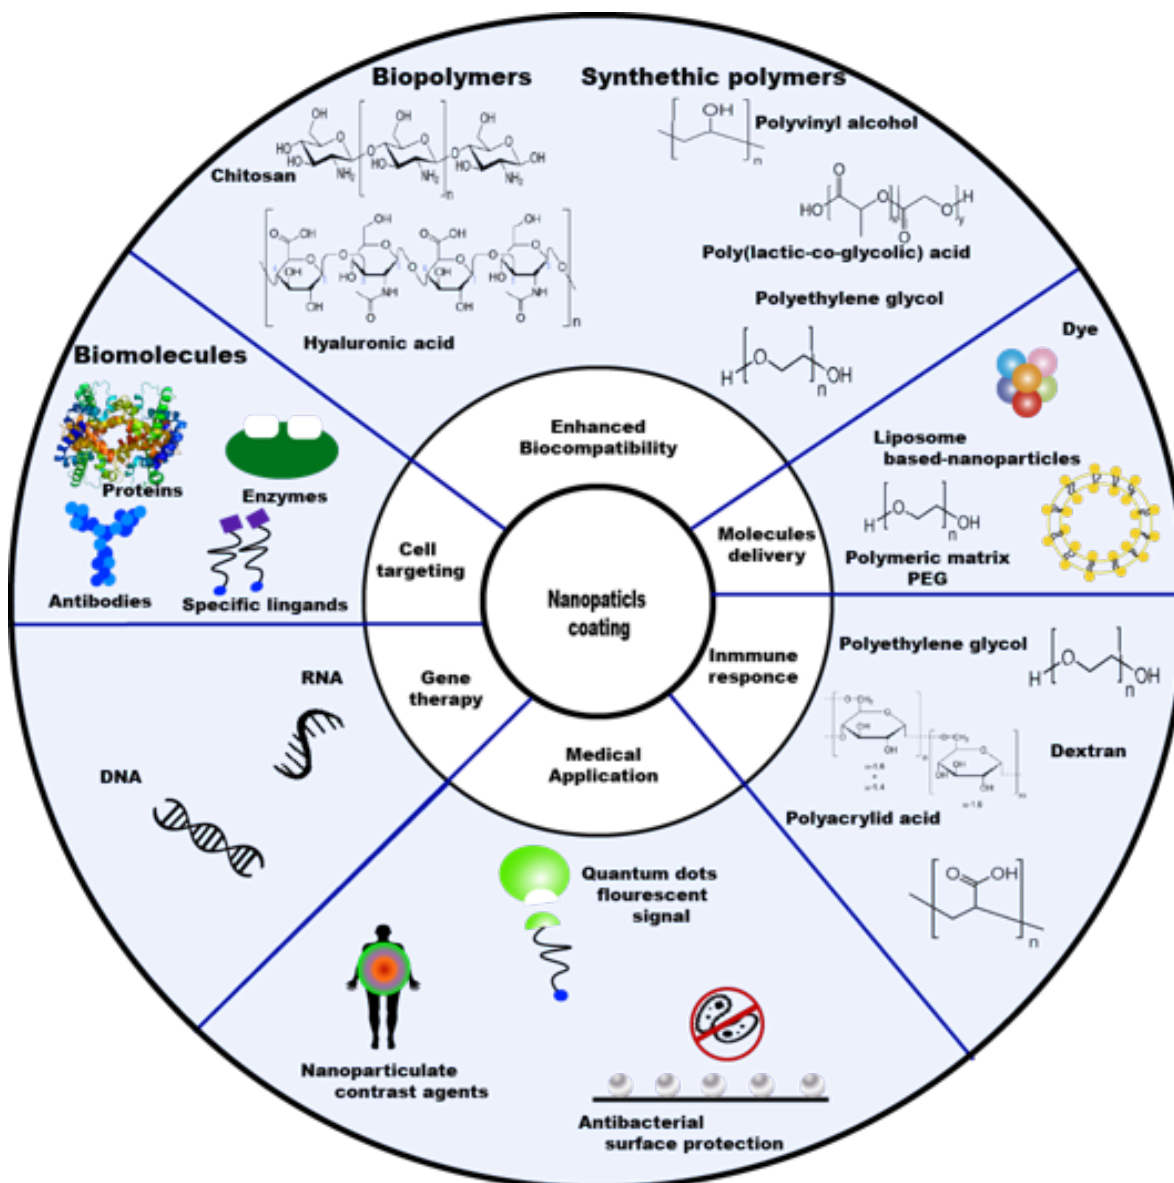 Biopolymers
Synthethic polymers
Chitosan
Hyaluronic acid
Polyvinyl alcohol
Poly(lactic-co-glycolic) acid
Polyethylene glycol
Biomolecules
Proteins
Enzymes
Antibodies
Specific lingands
Dye
Liposome
based-nanoparticles
Polymeric matrix
PEG
Enhanced
Biocompatibility
Cell
targeting
Molecules
delivery
Nanopaticls
coating
Gene
therapy
Inmmune
responce
Medical
Application
RNA
DNA
Polyethylene glycol
Dextran
Polyacrylid acid
Quantum dots
flourescent
signal
Nanoparticulate
contrast agents
Antibacterial
surface protection